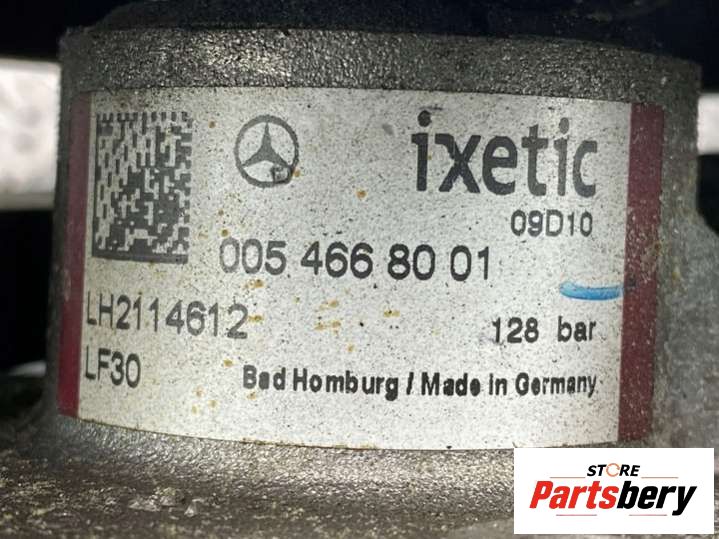 ixetic
09D10
005 466 80 01
LH2114612
128 bar
LF30
Bad Homburg / Made in Germany
STORE
Partsbery